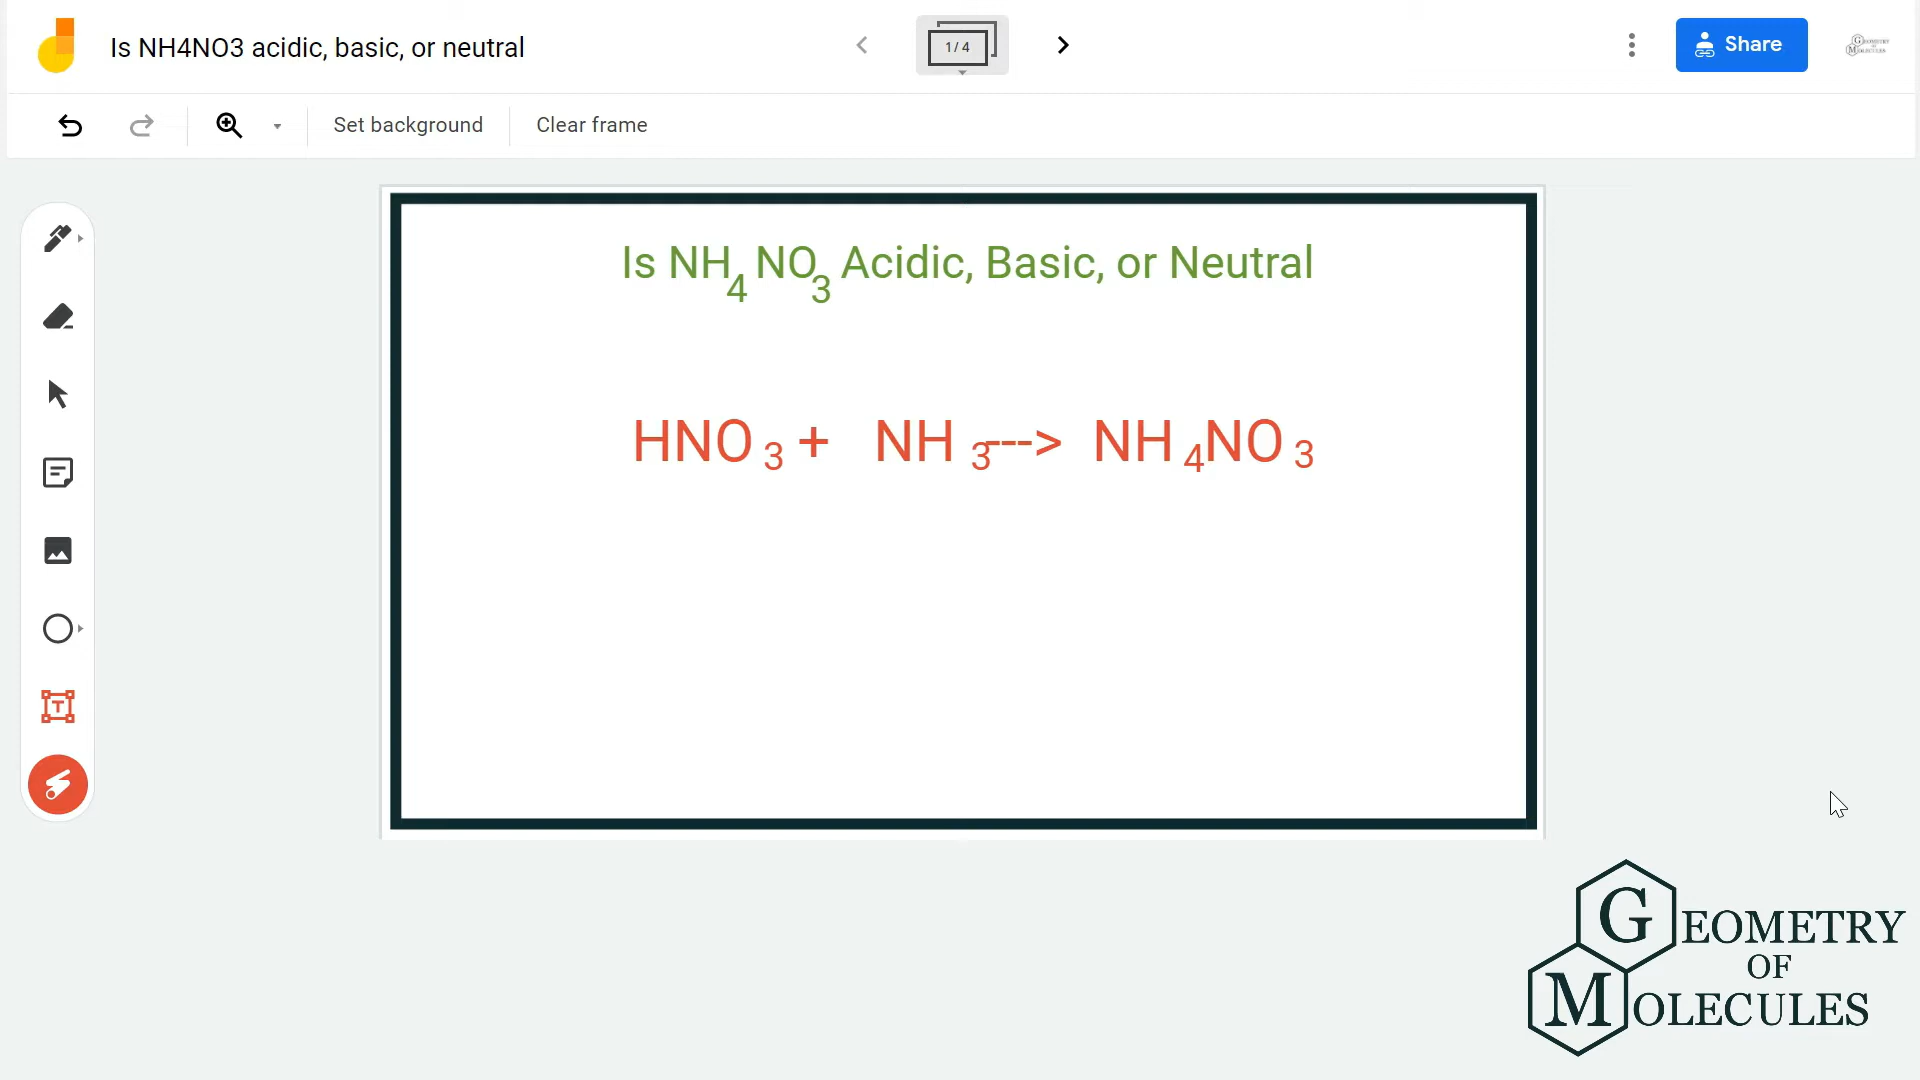 Is NH4NO3 acidic, basic, or neutral
1 / 4
Share
Set background
Clear frame
Is NH4 NO3 Acidic, Basic, or Neutral
HNO3 + NH3---> NH4NO3
T
GEOMETRY
OF
MOLECULES